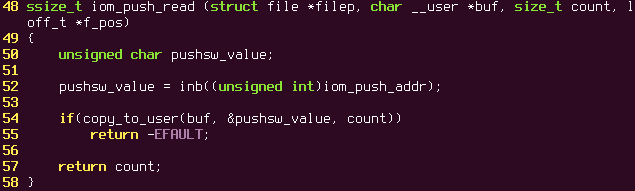 48 ssize_t iom_push_read (struct file *filep, char __user *buf, size_t count, l
off_t *f_pos)
49 {
50     unsigned char pushsw_value;
51
52     pushsw_value = inb((unsigned int)iom_push_addr);
53
54     if(copy_to_user(buf, &pushsw_value, count))
55         return -EFAULT;
56
57     return count;
58 }